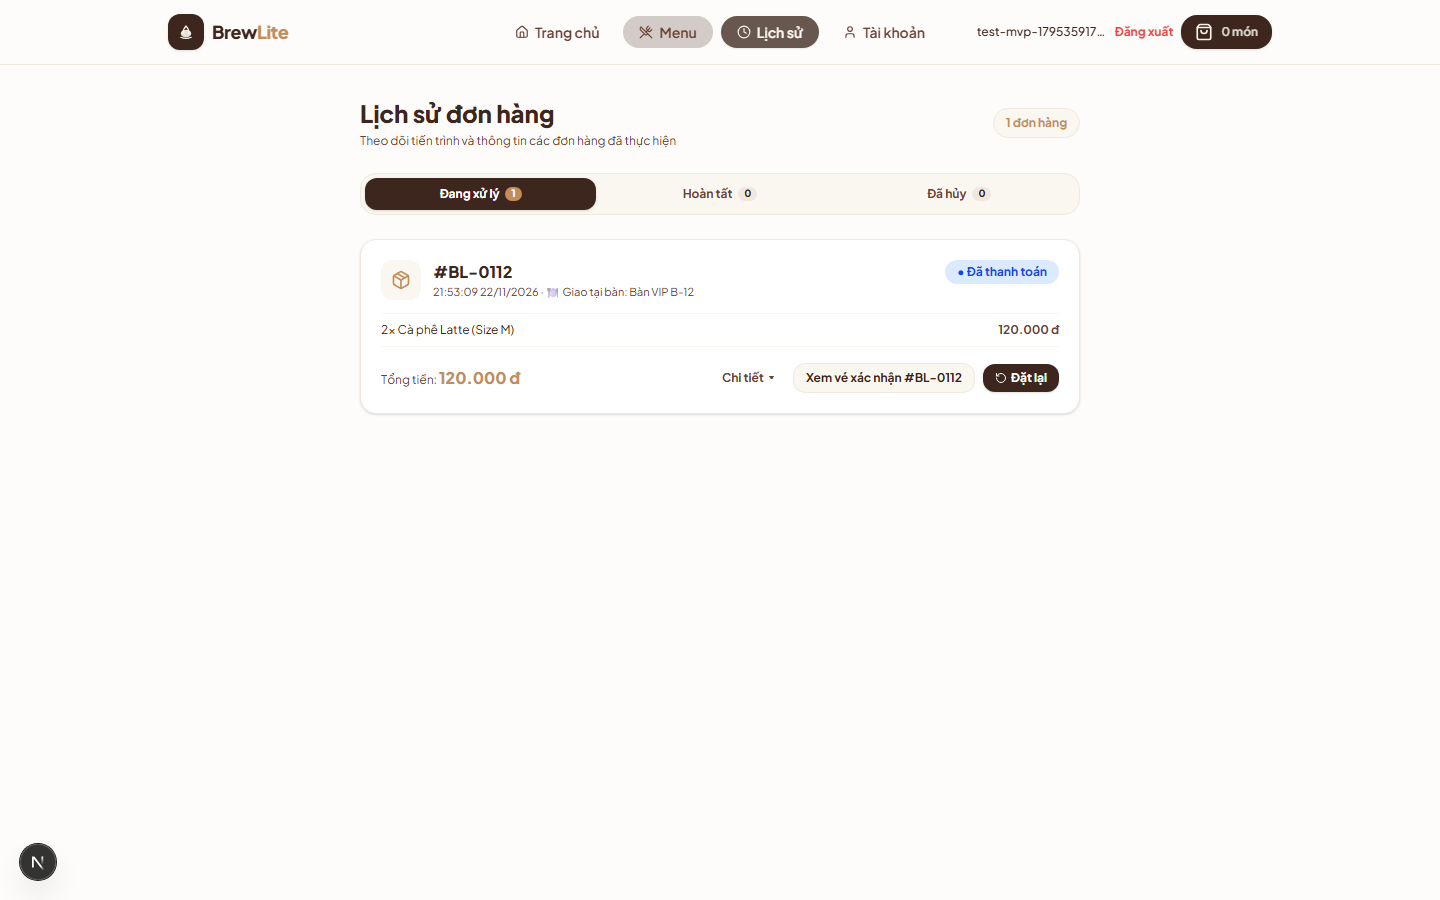 BrewLite
Trang chủ
Menu
Lịch sử
Tài khoản
test-mvp-179535917...
Đăng xuất
0 món
Lịch sử đơn hàng
Theo dõi tiến trình và thông tin các đơn hàng đã thực hiện
1 đơn hàng
Đang xử lý 1
Hoàn tất 0
Đã hủy 0
#BL-0112
21:53:09 22/11/2026 · 🍽️ Giao tại bàn: Bàn VIP B-12
● Đã thanh toán
2x Cà phê Latte (Size M)
120.000 đ
Tổng tiền: 120.000 đ
Chi tiết ▾
Xem vé xác nhận #BL-0112
Đặt lại
N